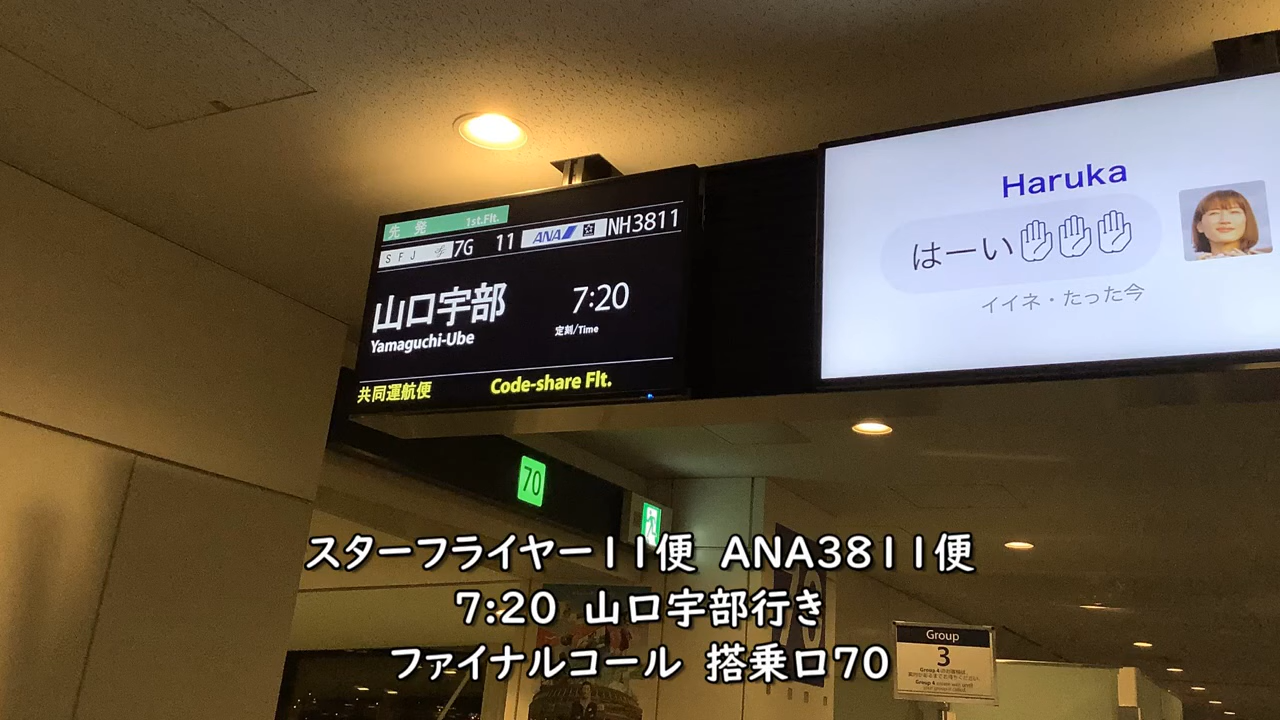 先発 1st.Flt.
SFJ 7G 11 ANA NH3811
山口宇部 7:20
Yamaguchi-Ube 定刻/Time
共同運航便 Code-share Flt.
Haruka
はーい✋✋✋
イイネ・たった今
70
スターフライヤー11便 ANA3811便
7:20 山口宇部行き
ファイナルコール 搭乗口70
70
Group
3